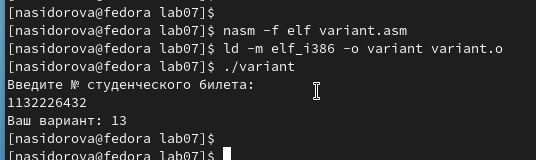 [nasidorova@fedora lab07]$
[nasidorova@fedora lab07]$ nasm -f elf variant.asm
[nasidorova@fedora lab07]$ ld -m elf_i386 -o variant variant.o
[nasidorova@fedora lab07]$ ./variant
Введите № студенческого билета:
1132226432
Ваш вариант: 13
[nasidorova@fedora lab07]$
[nasidorova@fedora lab07]$